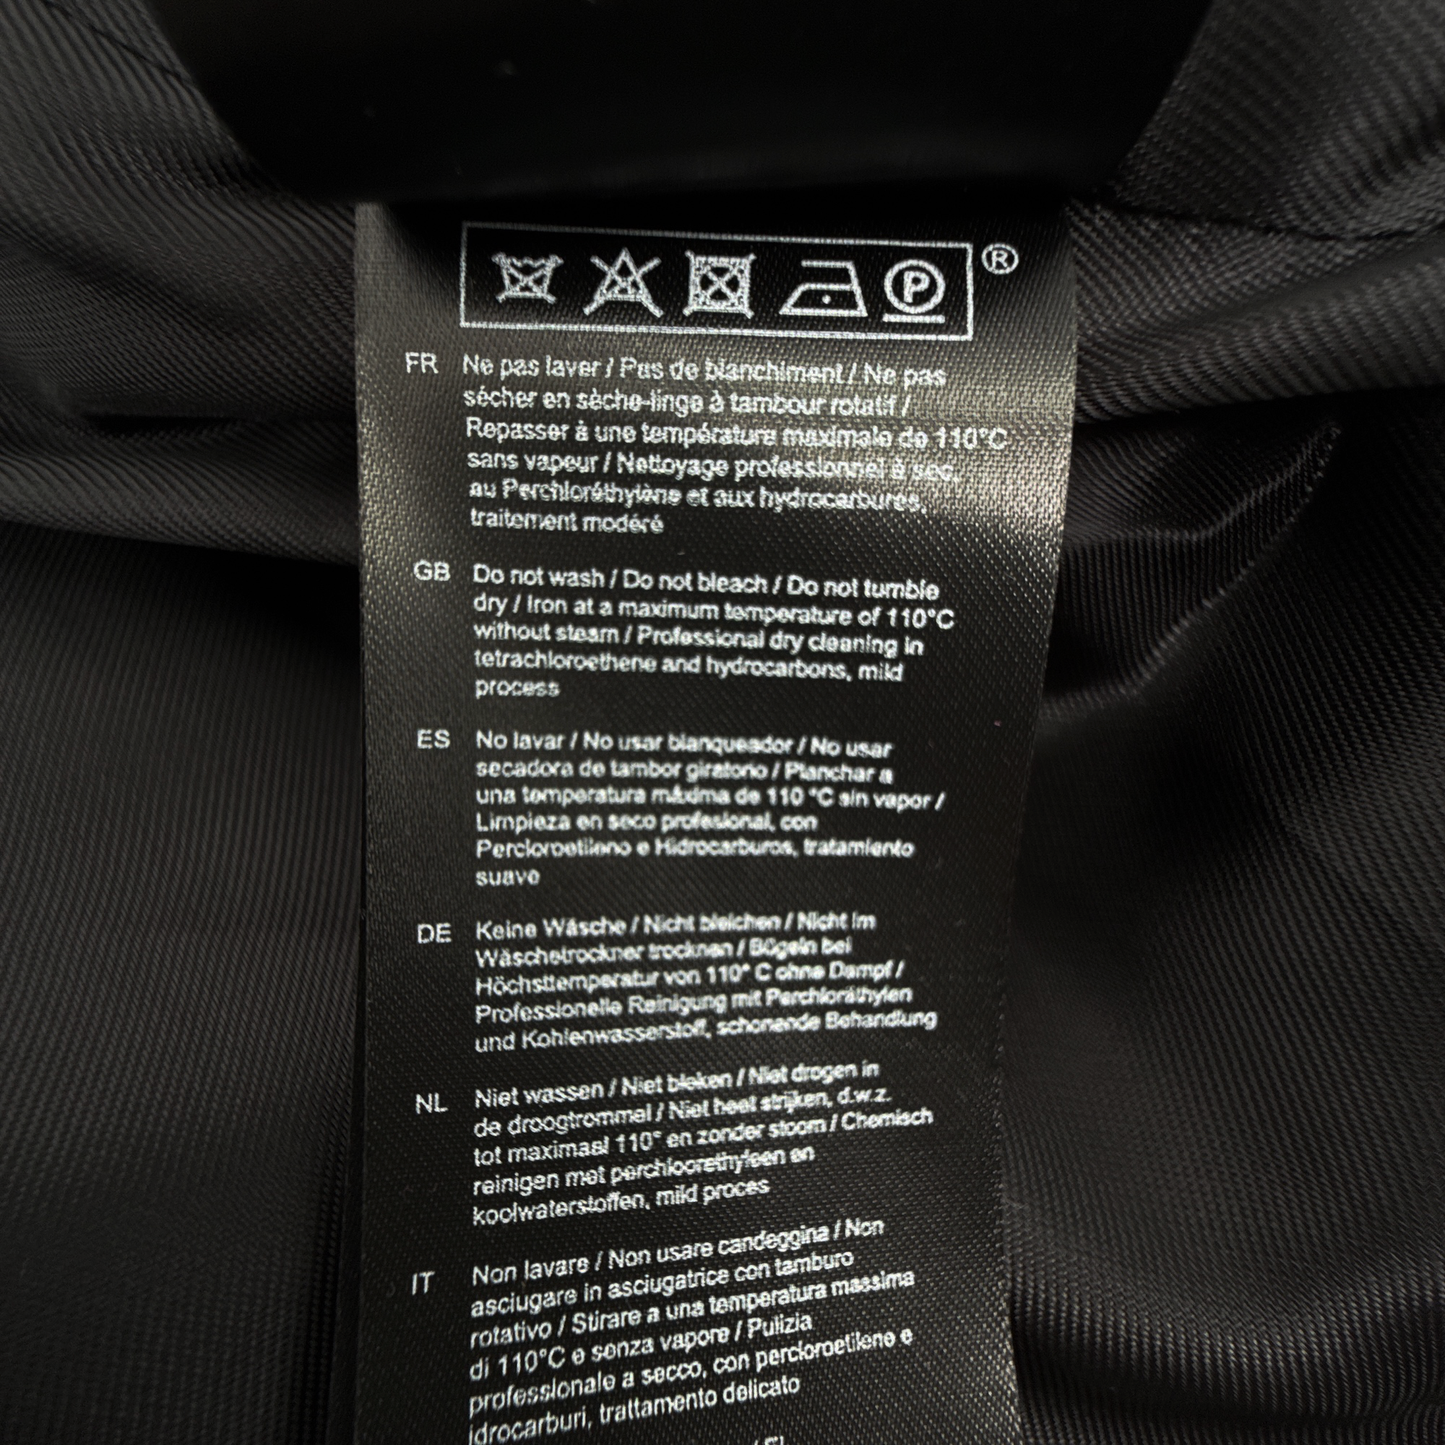 ®
P
FR Ne pas laver / Pas de blanchiment / Ne pas
sécher en sèche-linge à tambour rotatif /
Repasser à une température maximale de 110°C
sans vapeur / Nettoyage professionnel à sec,
au Perchloréthylène et aux hydrocarbures,
traitement modéré
GB Do not wash / Do not bleach / Do not tumble
dry / Iron at a maximum temperature of 110°C
without steam / Professional dry cleaning in
tetrachloroethene and hydrocarbons, mild
process
ES No lavar / No usar blanqueador / No usar
secadora de tambor giratorio / Planchar a
una temperatura máxima de 110 °C sin vapor /
Limpieza en seco profesional, con
Percloroetileno e Hidrocarburos, tratamiento
suave
DE Keine Wäsche / Nicht bleichen / Nicht im
Wäschetrockner trocknen / Bügeln bei
Höchsttemperatur von 110° C ohne Dampf /
Professionelle Reinigung mit Perchloräthylen
und Kohlenwasserstoff, schonende Behandlung
NL Niet wassen / Niet bleken / Niet drogen in
de droogtrommel / Niet heet strijken, d.w.z.
tot maximaal 110° en zonder stoom / Chemisch
reinigen met perchloorethyleen en
koolwaterstoffen, mild proces
IT Non lavare / Non usare candeggina / Non
asciugare in asciugatrice con tamburo
rotativo / Stirare a una temperatura massima
di 110°C e senza vapore / Pulizia
professionale a secco, con percloroetilene e
idrocarburi, trattamento delicato